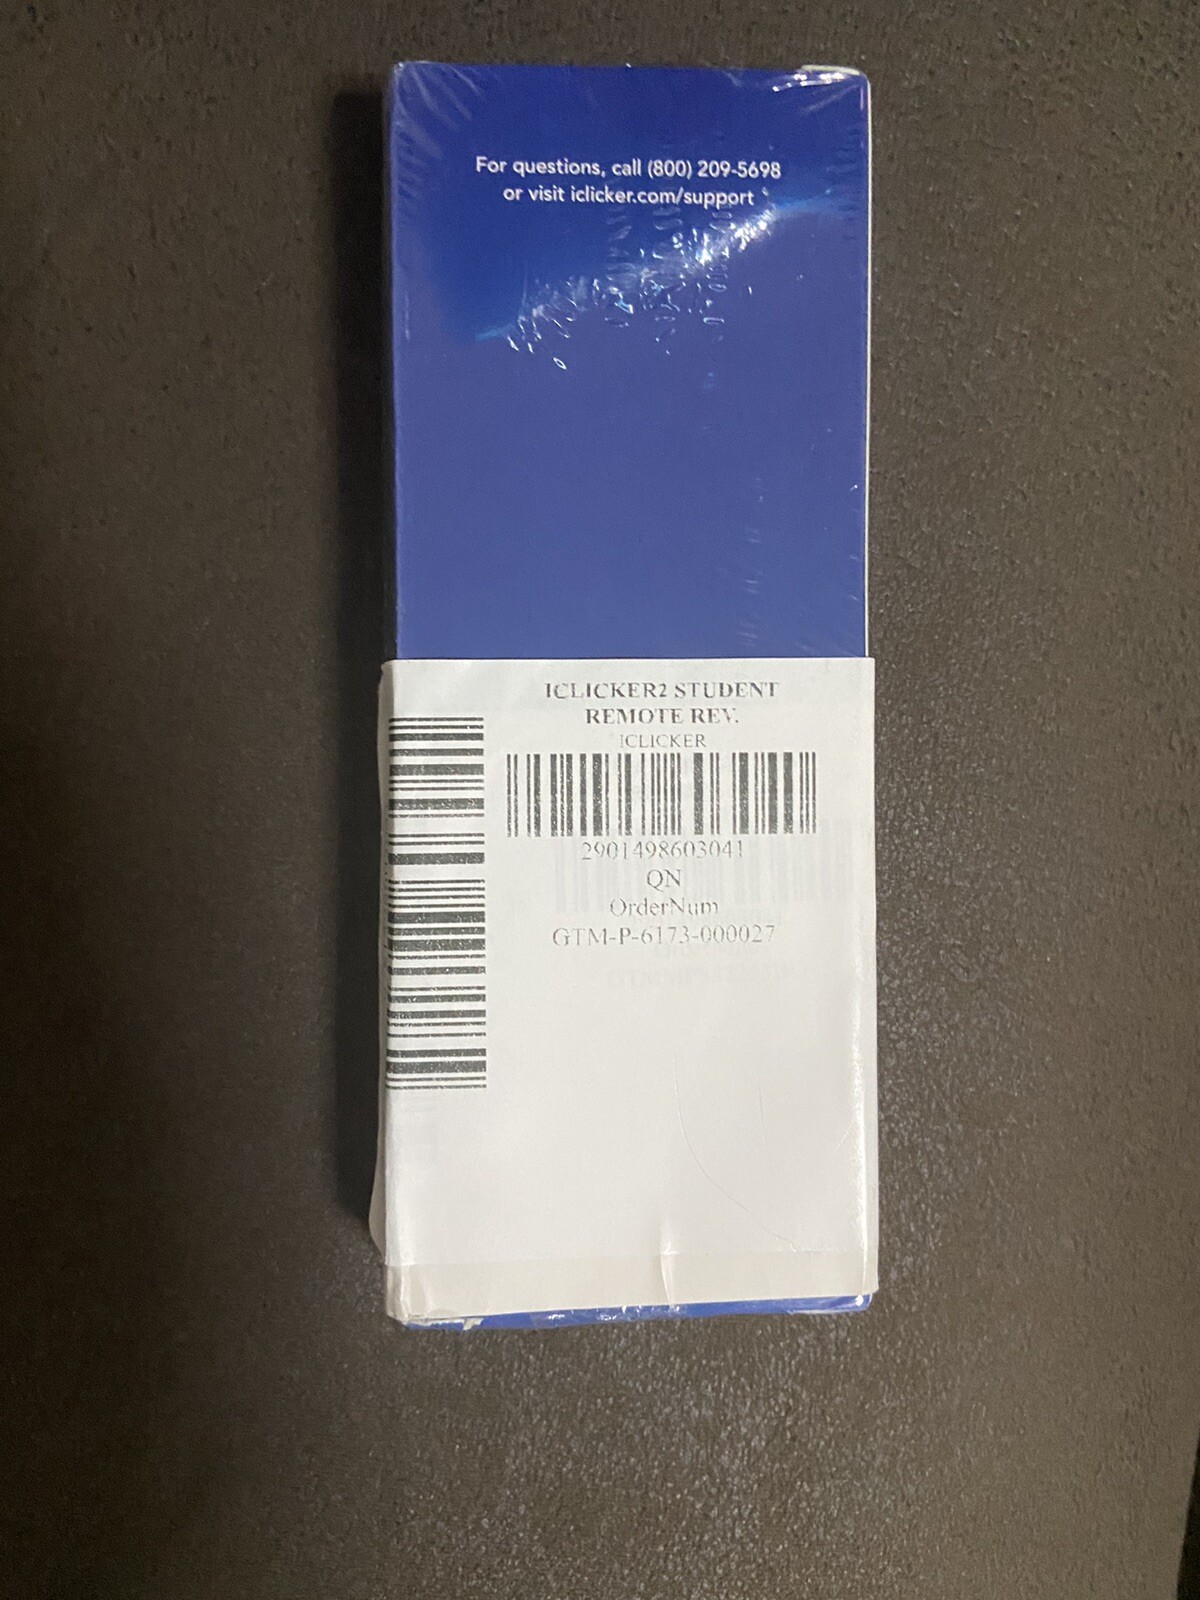 For questions, call (800) 209-5698
or visit iclicker.com/support
ICLICKER2 STUDENT
REMOTE REV.
ICLICKER
2901498603041
QN
OrderNum
GTM-P-6173-000027